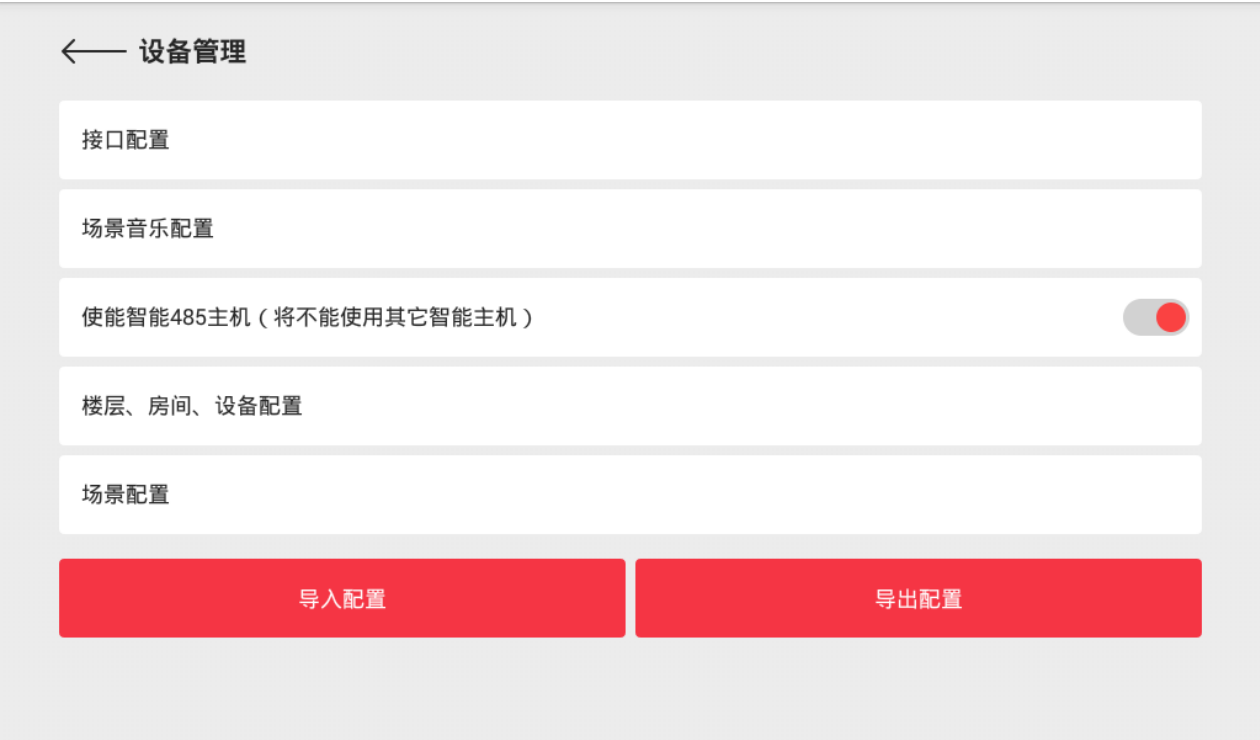 设备管理
接口配置
场景音乐配置
使能智能485主机（将不能使用其它智能主机）
楼层、房间、设备配置
场景配置
导入配置
导出配置